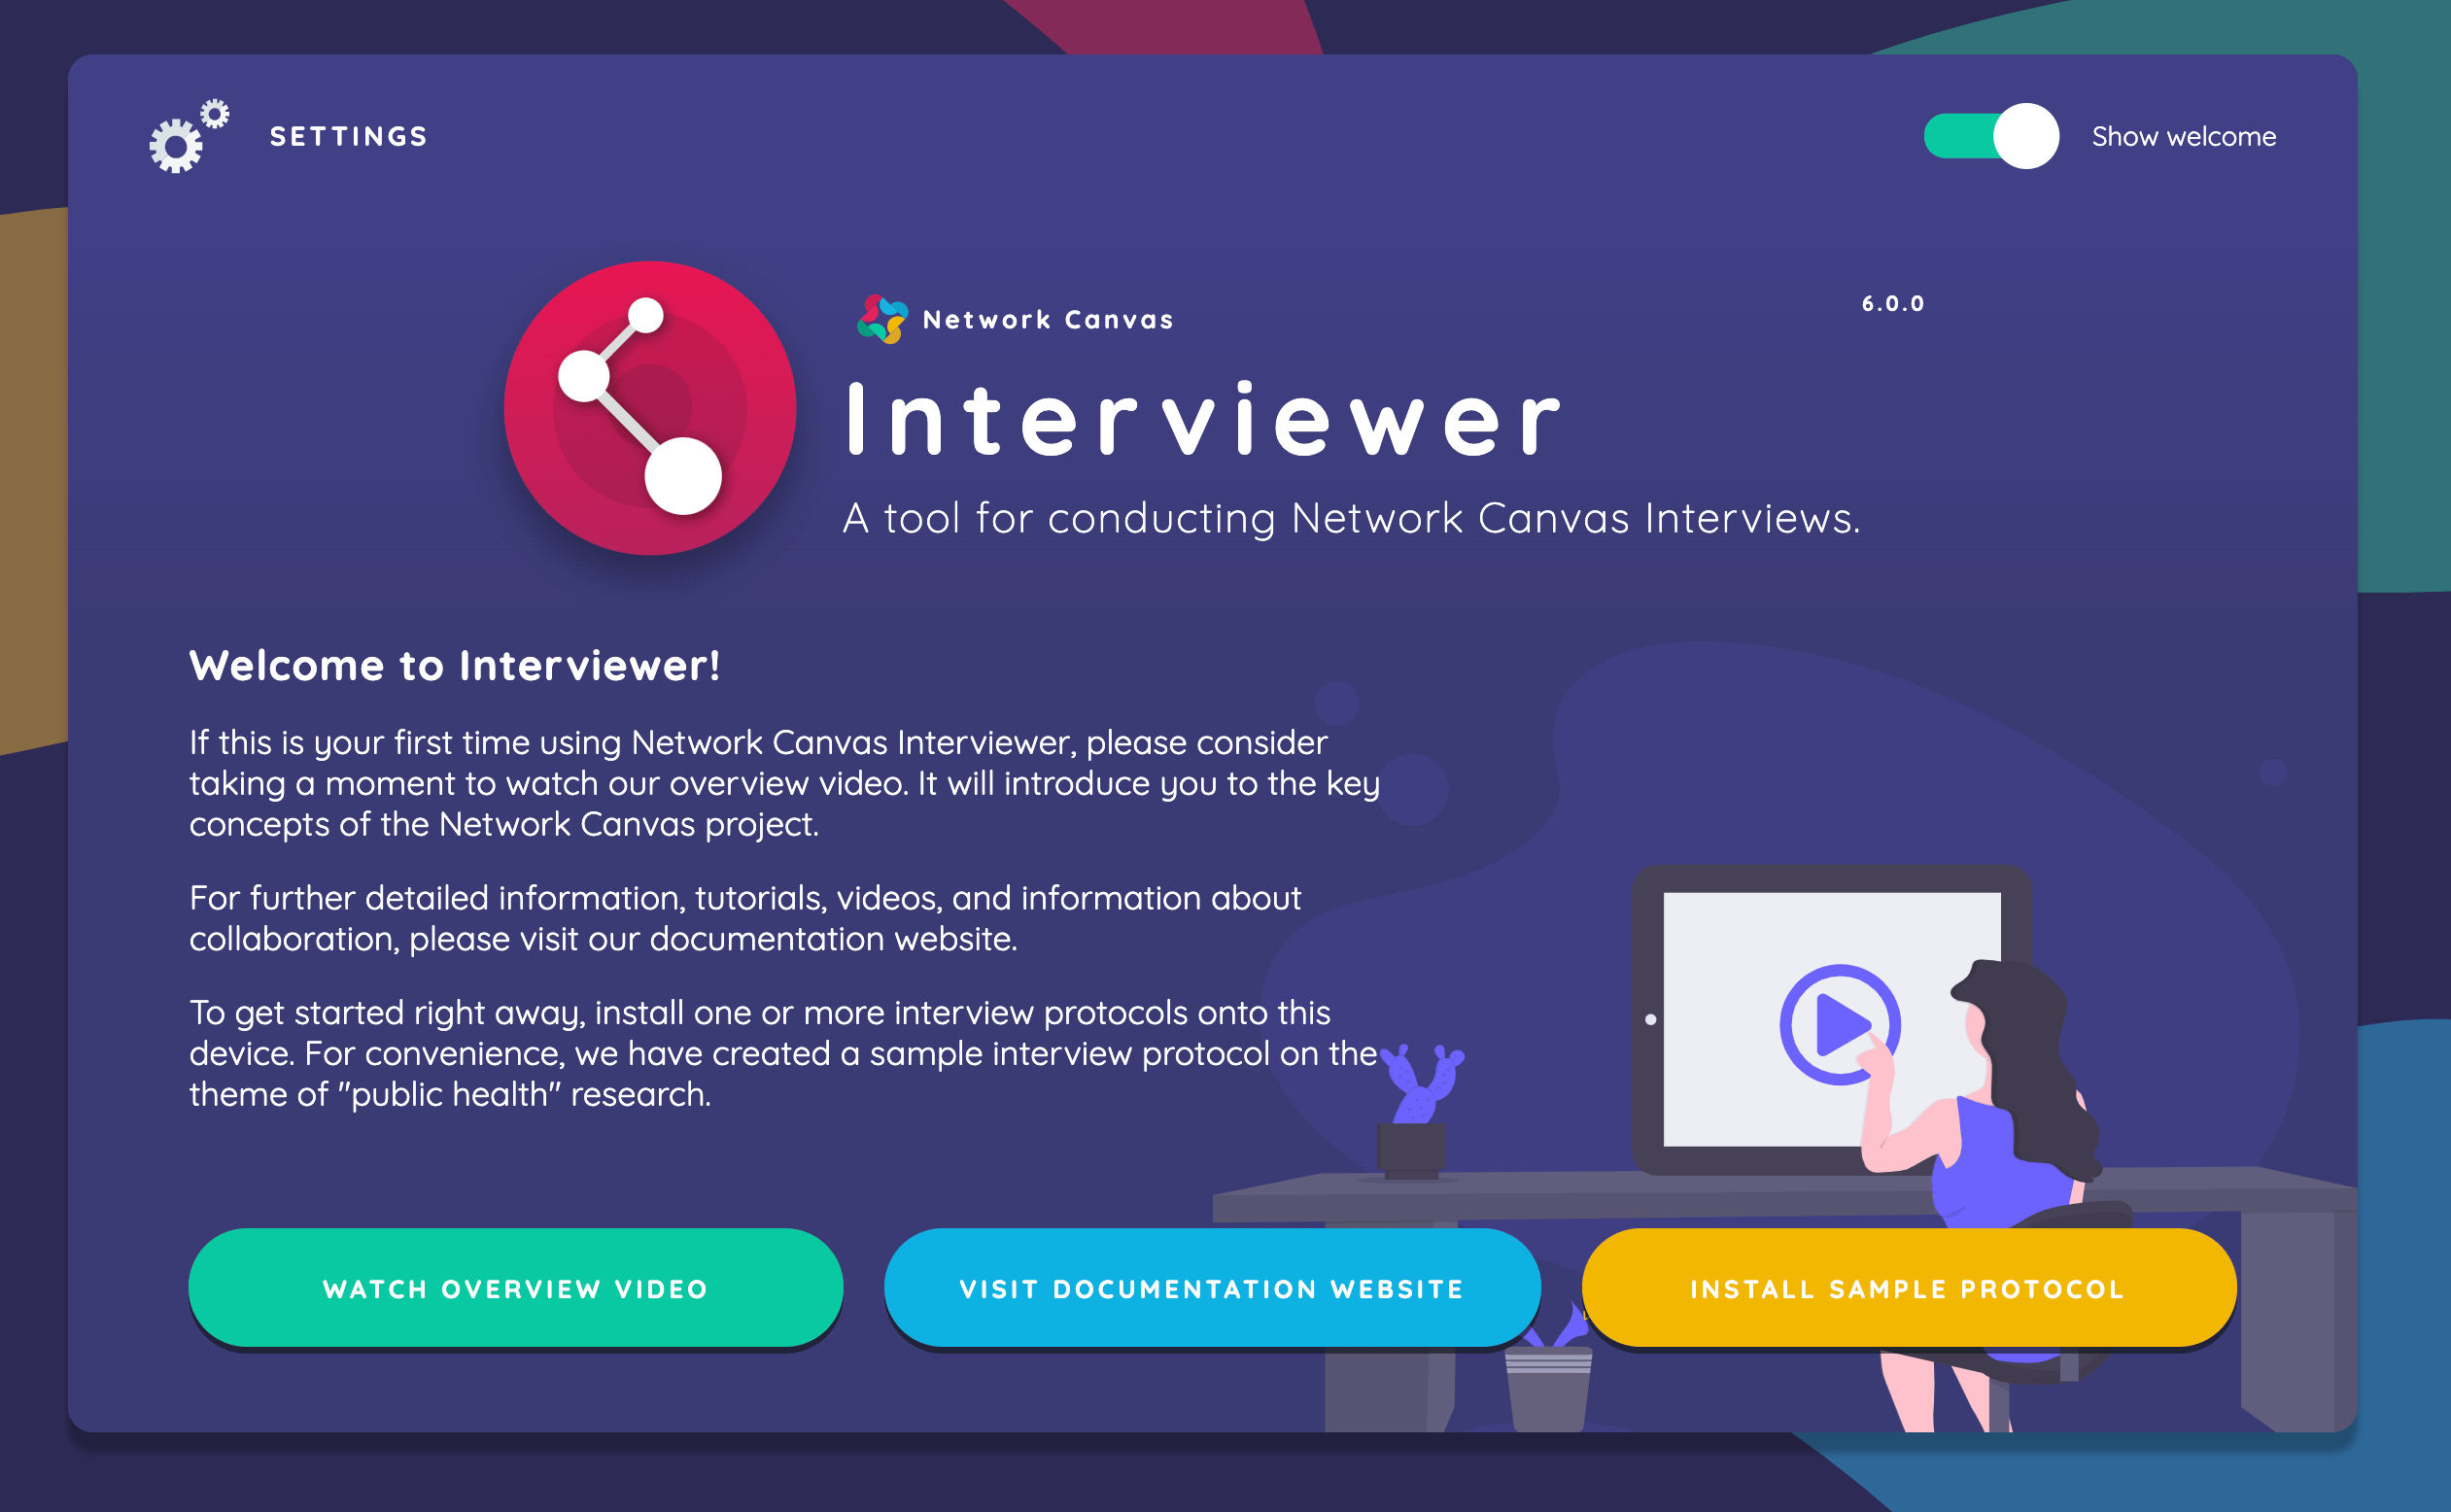 SETTINGS
Show welcome
Network Canvas
6.0.0
Interviewer
A tool for conducting Network Canvas Interviews.
Welcome to Interviewer!
If this is your first time using Network Canvas Interviewer, please consider
taking a moment to watch our overview video. It will introduce you to the key
concepts of the Network Canvas project.
For further detailed information, tutorials, videos, and information about
collaboration, please visit our documentation website.
To get started right away, install one or more interview protocols onto this
device. For convenience, we have created a sample interview protocol on the
theme of "public health" research.
WATCH OVERVIEW VIDEO
VISIT DOCUMENTATION WEBSITE
INSTALL SAMPLE PROTOCOL